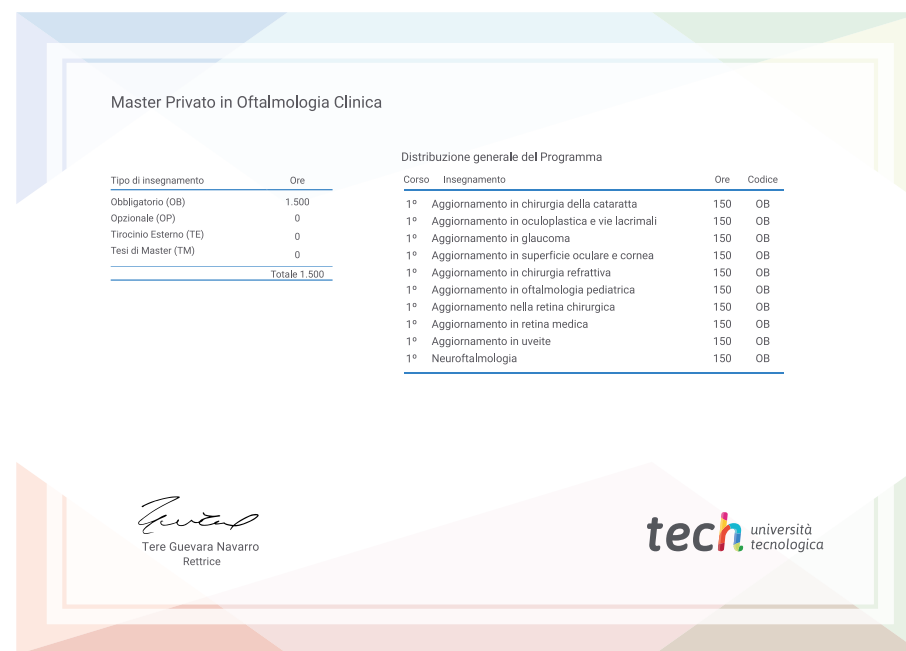 Master Privato in Oftalmologia Clinica
Tipo di insegnamento Ore
Obbligatorio (OB) 1.500
Opzionale (OP) 0
Tirocinio Esterno (TE) 0
Tesi di Master (TM) 0
Totale 1.500
Distribuzione generale del Programma
Corso Insegnamento Ore Codice
1º Aggiornamento in chirurgia della cataratta 150 OB
1º Aggiornamento in oculoplastica e vie lacrimali 150 OB
1º Aggiornamento in glaucoma 150 OB
1º Aggiornamento in superficie oculare e cornea 150 OB
1º Aggiornamento in chirurgia refrattiva 150 OB
1º Aggiornamento in oftalmologia pediatrica 150 OB
1º Aggiornamento nella retina chirurgica 150 OB
1º Aggiornamento in retina medica 150 OB
1º Aggiornamento in uveite 150 OB
1º Neuroftalmologia 150 OB
Tere Guevara Navarro
Rettrice
tech università
tecnologica